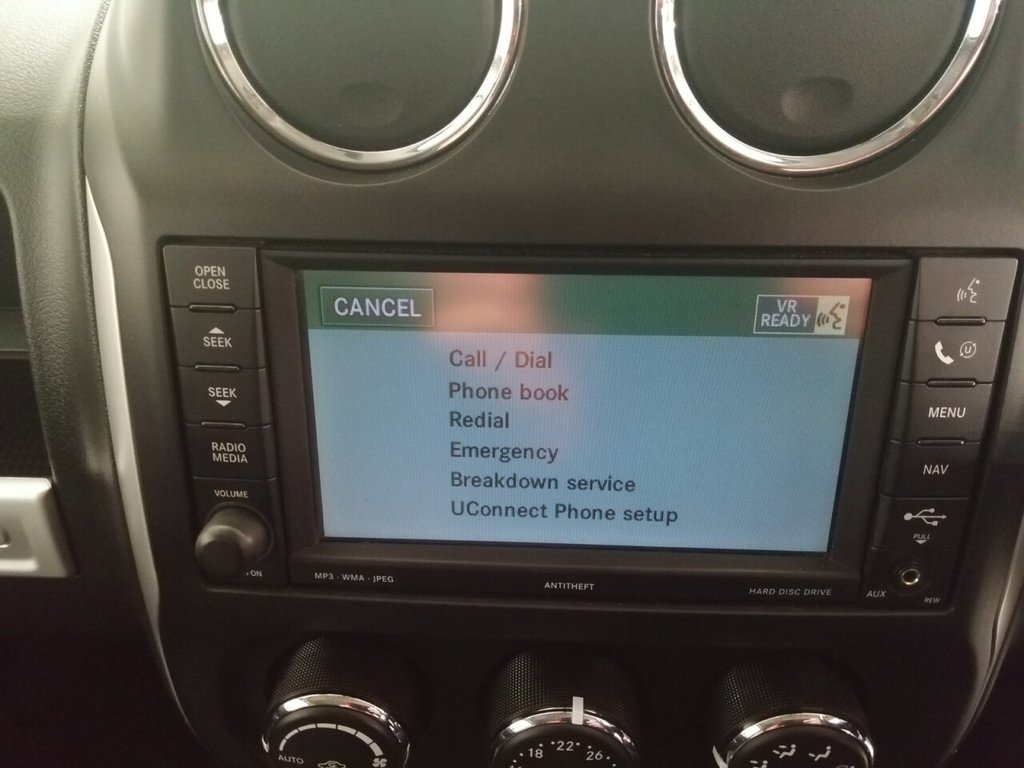 OPEN
CLOSE
SEEK
SEEK
RADIO
MEDIA
VOLUME
ON
CANCEL
VR
READY
Call / Dial
Phone book
Redial
Emergency
Breakdown service
UConnect Phone setup
MENU
NAV
PULL
AUX
REW
MP3 - WMA - JPEG
ANTITHEFT
HARD DISC DRIVE
AUTO
18 22 26